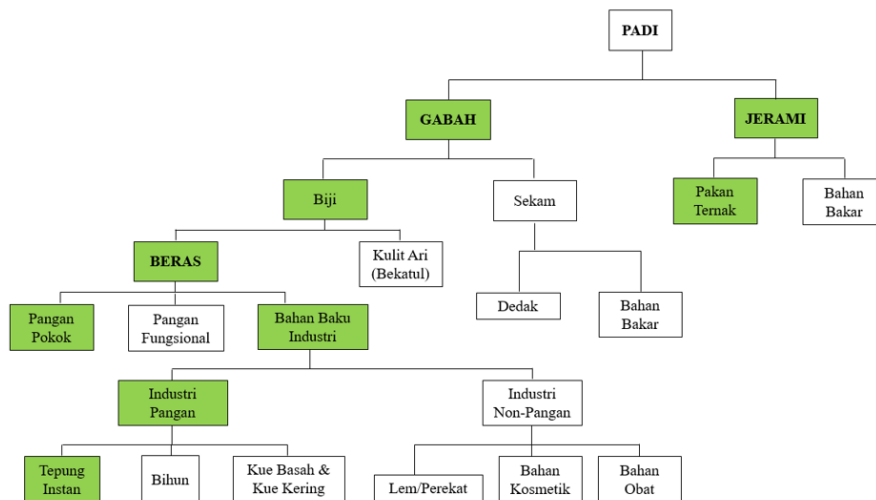 PADI
GABAH
JERAMI
Biji
Sekam
Pakan
Ternak
Bahan
Bakar
BERAS
Kulit Ari
(Bekatul)
Dedak
Bahan
Bakar
Pangan
Pokok
Pangan
Fungsional
Bahan Baku
Industri
Industri
Pangan
Industri
Non-Pangan
Tepung
Instan
Bihun
Kue Basah &
Kue Kering
Lem/Perekat
Bahan
Kosmetik
Bahan
Obat